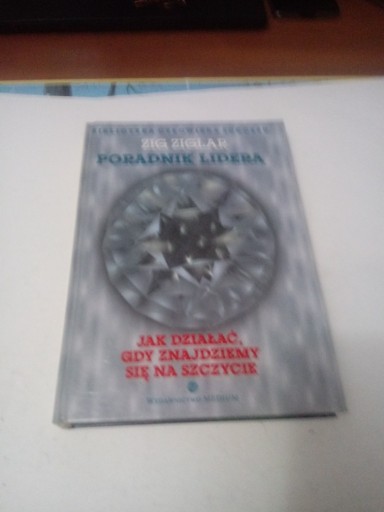 ZIG ZIGLAR
PORADNIK LIDERA
JAK DZIAŁAĆ,
GDY ZNAJDZIEMY
SIĘ NA SZCZYCIE